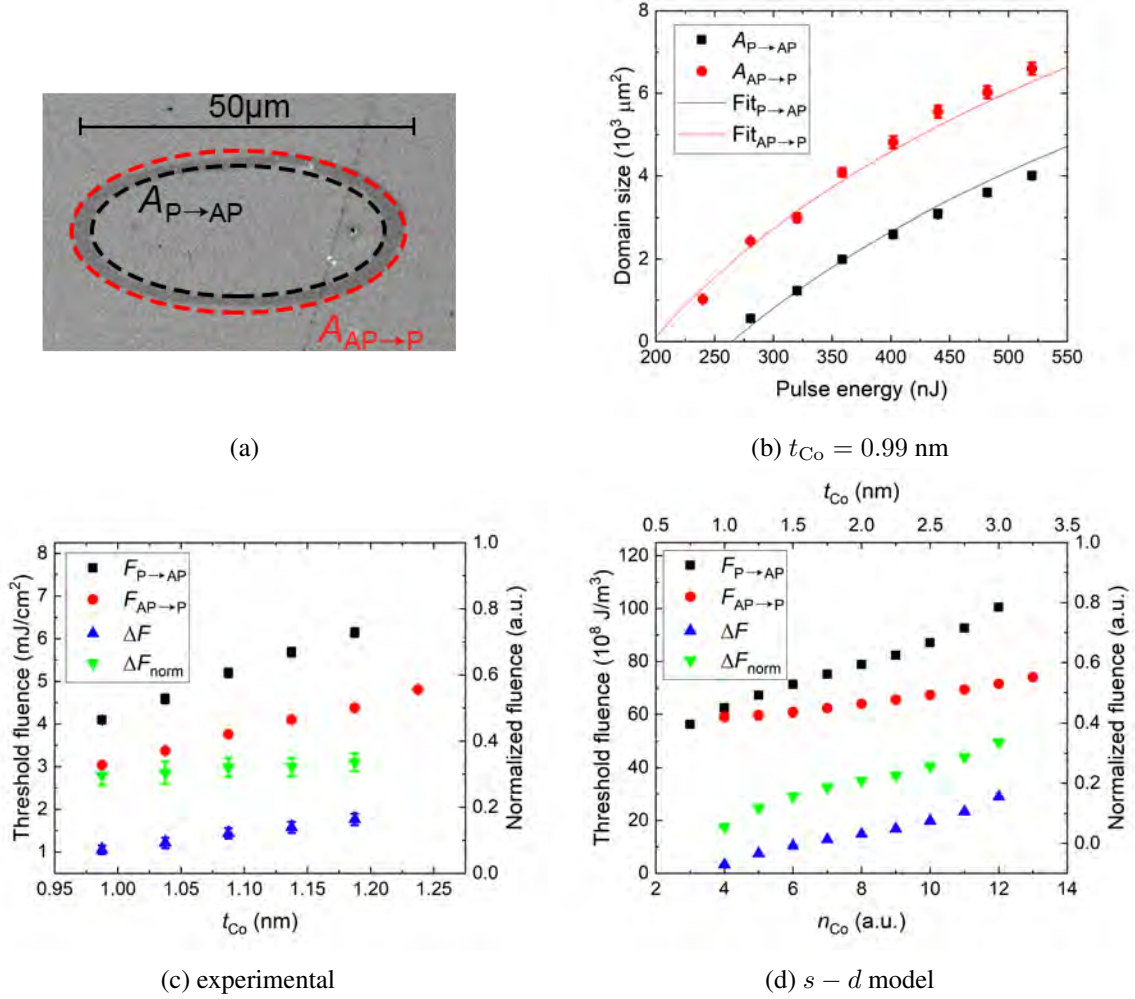 50μm
A_P→AP
A_AP→P
(a)
A_P→AP
A_AP→P
Fit_P→AP
Fit_AP→P
Domain size (10³ μm²)
8
6
4
2
0
200 250 300 350 400 450 500 550
Pulse energy (nJ)
(b) t_Co = 0.99 nm
F_P→AP
F_AP→P
ΔF
ΔF_norm
Threshold fluence (mJ/cm²)
8
7
6
5
4
3
2
1
1.0
0.8
0.6
0.4
0.2
0.0
Normalized fluence (a.u.)
0.95 1.00 1.05 1.10 1.15 1.20 1.25
t_Co (nm)
(c) experimental
t_Co (nm)
0.5 1.0 1.5 2.0 2.5 3.0 3.5
F_P→AP
F_AP→P
ΔF
ΔF_norm
Threshold fluence (10⁸ J/m³)
120
100
80
60
40
20
0
1.0
0.8
0.6
0.4
0.2
0.0
Normalized fluence (a.u.)
2 4 6 8 10 12 14
n_Co (a.u.)
(d) s − d model